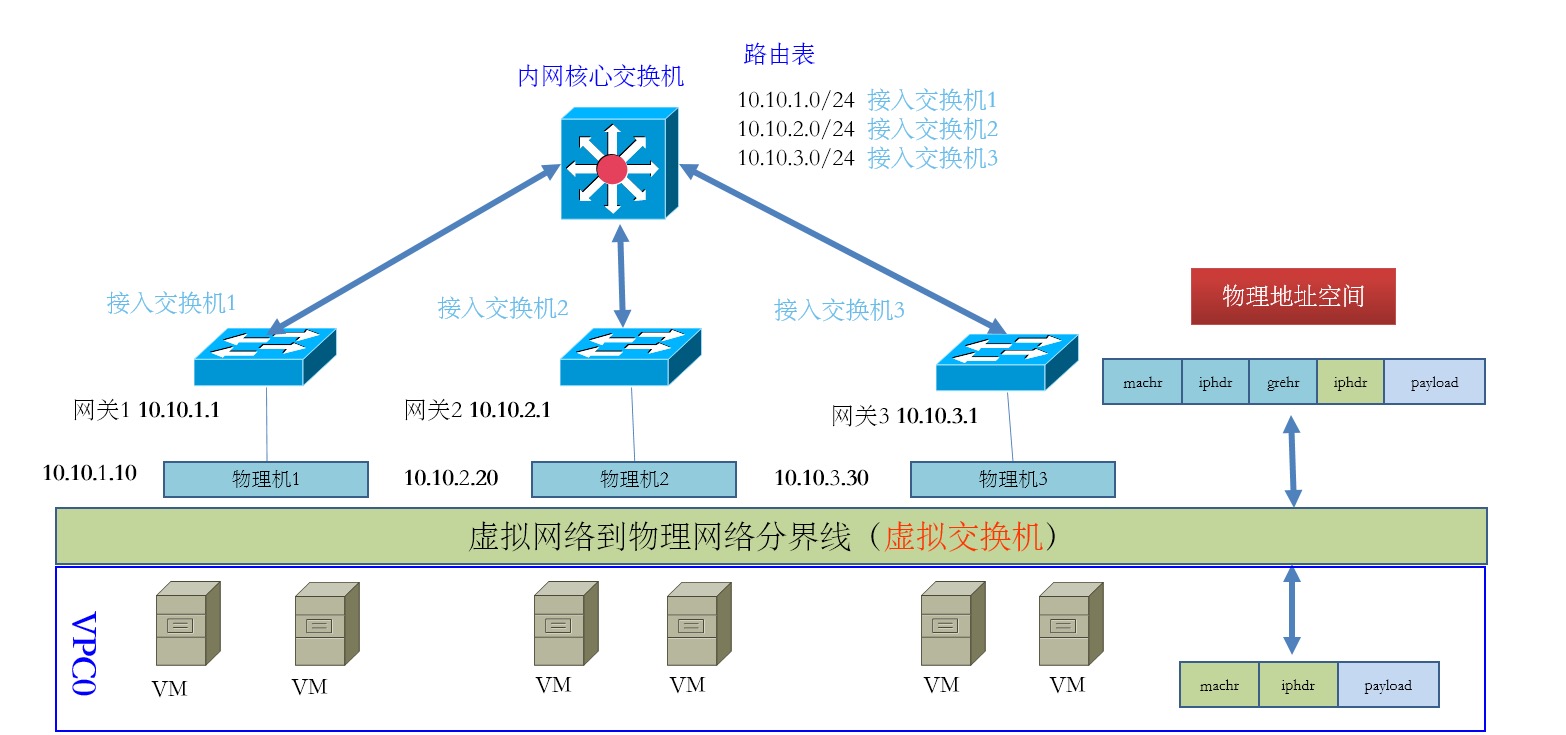 路由表
内网核心交换机
10.10.1.0/24 接入交换机1
10.10.2.0/24 接入交换机2
10.10.3.0/24 接入交换机3
接入交换机1
接入交换机2
接入交换机3
物理地址空间
machr iphdr grehr iphdr payload
网关1 10.10.1.1
网关2 10.10.2.1
网关3 10.10.3.1
10.10.1.10
物理机1
10.10.2.20
物理机2
10.10.3.30
物理机3
虚拟网络到物理网络分界线（虚拟交换机）
VPC0
VM
VM
VM
VM
VM
VM
machr iphdr payload